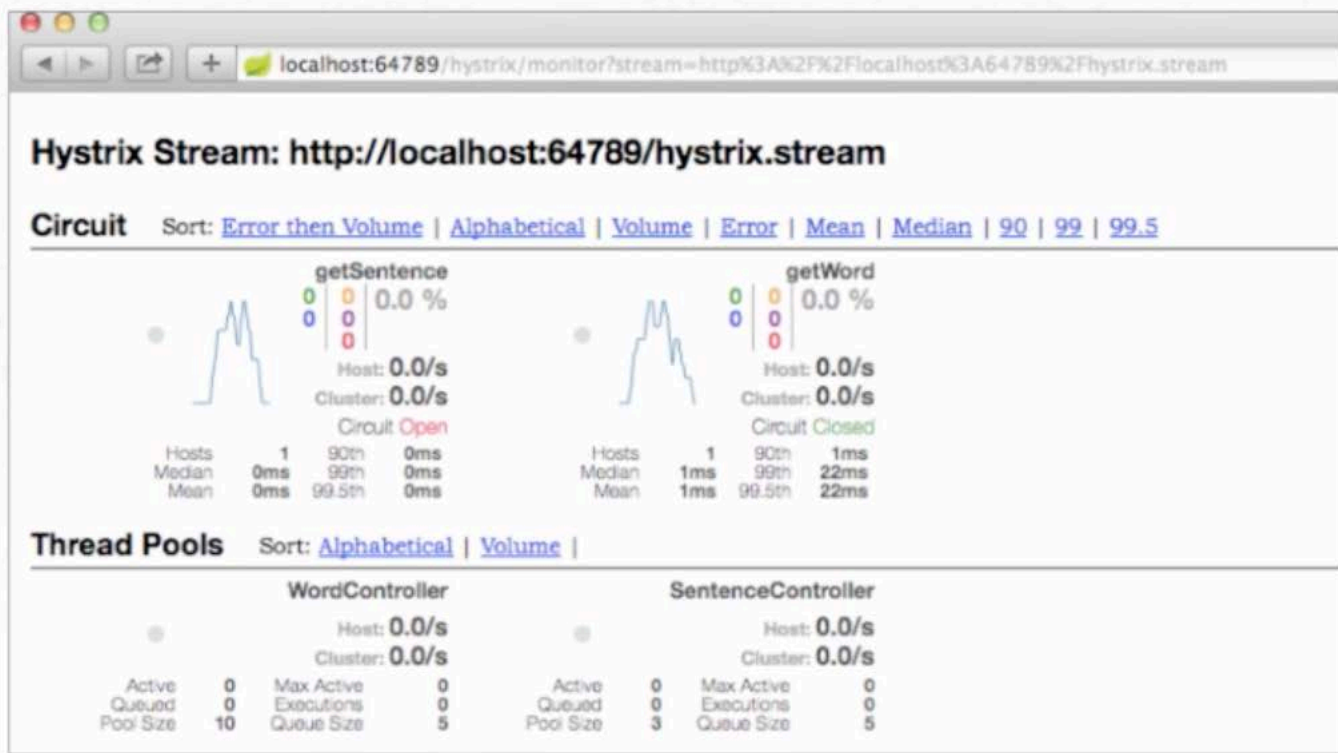 localhost:64789/hystrix/monitor?stream=http%3A%2F%2Flocalhost%3A64789%2Fhystrix.stream
Hystrix Stream: http://localhost:64789/hystrix.stream
Circuit Sort: Error then Volume | Alphabetical | Volume | Error | Mean | Median | 90 | 99 | 99.5
getSentence
0 0 0.0 %
0 0
0
Host: 0.0/s
Cluster: 0.0/s
Circuit Open
Hosts 1 90th 0ms
Median 0ms 99th 0ms
Mean 0ms 99.5th 0ms
getWord
0 0 0.0 %
0 0
0
Host: 0.0/s
Cluster: 0.0/s
Circuit Closed
Hosts 1 90th 1ms
Median 1ms 99th 22ms
Mean 1ms 99.5th 22ms
Thread Pools Sort: Alphabetical | Volume |
WordController
Host: 0.0/s
Cluster: 0.0/s
Active 0 Max Active 0
Queued 0 Executions 0
Pool Size 10 Queue Size 5
SentenceController
Host: 0.0/s
Cluster: 0.0/s
Active 0 Max Active 0
Queued 0 Executions 0
Pool Size 3 Queue Size 5